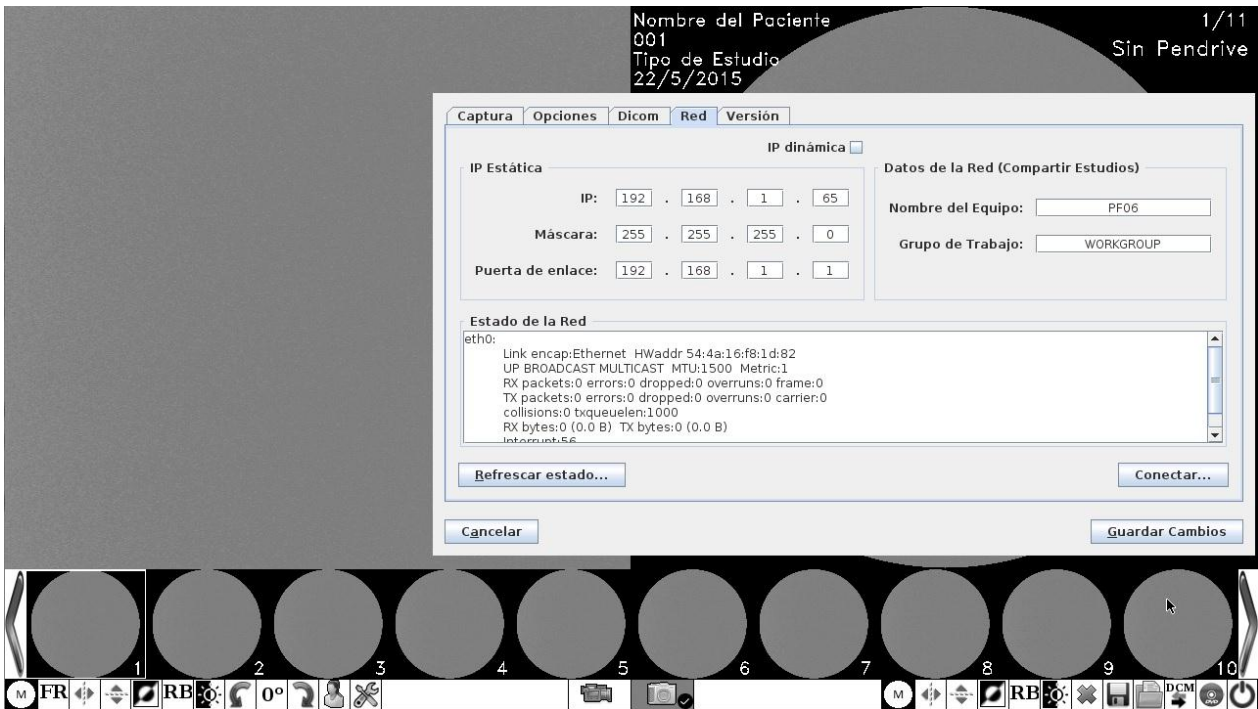 Nombre del Paciente
001
Tipo de Estudio
22/5/2015
1/11
Sin Pendrive
Captura Opciones Dicom Red Versión
IP dinámica
IP Estática
IP: 192 . 168 . 1 . 65
Máscara: 255 . 255 . 255 . 0
Puerta de enlace: 192 . 168 . 1 . 1
Datos de la Red (Compartir Estudios)
Nombre del Equipo: PF06
Grupo de Trabajo: WORKGROUP
Estado de la Red
eth0:
Link encap:Ethernet HWaddr 54:4a:16:f8:1d:82
UP BROADCAST MULTICAST MTU:1500 Metric:1
RX packets:0 errors:0 dropped:0 overruns:0 frame:0
TX packets:0 errors:0 dropped:0 overruns:0 carrier:0
collisions:0 txqueuelen:1000
RX bytes:0 (0.0 B) TX bytes:0 (0.0 B)
Interrupt:56
Refrescar estado... Conectar...
Cancelar Guardar Cambios
1 2 3 4 5 6 7 8 9 10
M FR RB 0º M RB DCM DVD